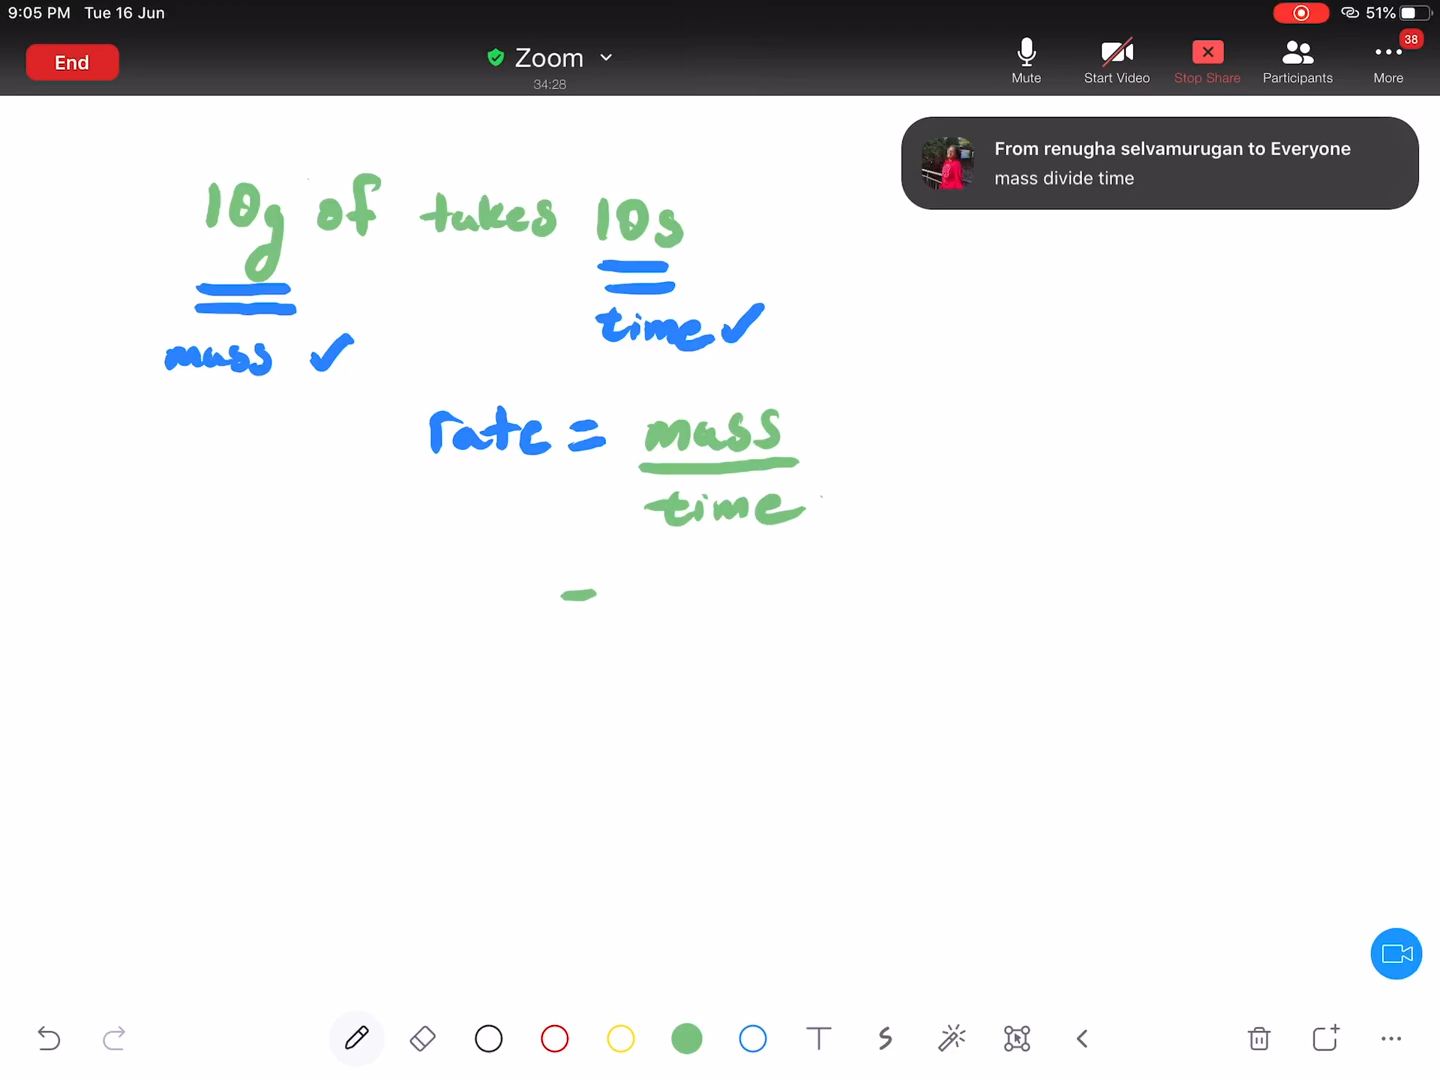 9:05 PM Tue 16 Jun
51%
End
Zoom
34:28
Mute
Start Video
Stop Share
Participants
38
More
From renugha selvamurugan to Everyone
mass divide time
10g of takes 10s
time ✓
mass ✓
rate = mass
time
T